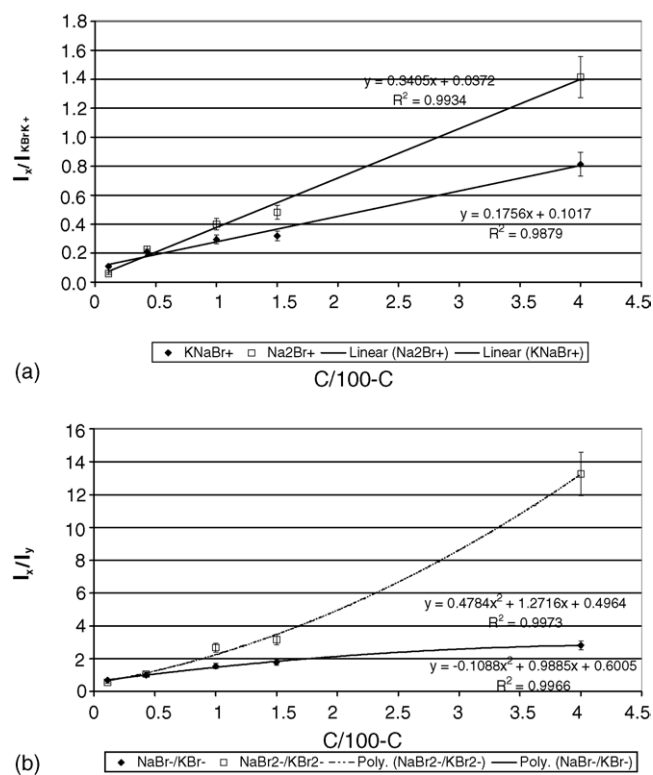 1.8
1.6
1.4
1.2
1.0
0.8
0.6
0.4
0.2
0.0
Ix/IKBrK+
y = 0.3405x + 0.0372
R2 = 0.9934
y = 0.1756x + 0.1017
R2 = 0.9879
0 0.5 1 1.5 2 2.5 3 3.5 4 4.5
KNaBr+ Na2Br+ Linear (Na2Br+) Linear (KNaBr+)
(a)
C/100-C
16
14
12
10
8
6
4
2
0
Ix/Iy
y = 0.4784x2 + 1.2716x + 0.4964
R2 = 0.9973
y = -0.1088x2 + 0.9885x + 0.6005
R2 = 0.9966
0 0.5 1 1.5 2 2.5 3 3.5 4 4.5
C/100-C
(b)
NaBr-/KBr- NaBr2-/KBr2- Poly. (NaBr2-/KBr2-) Poly. (NaBr-/KBr-)